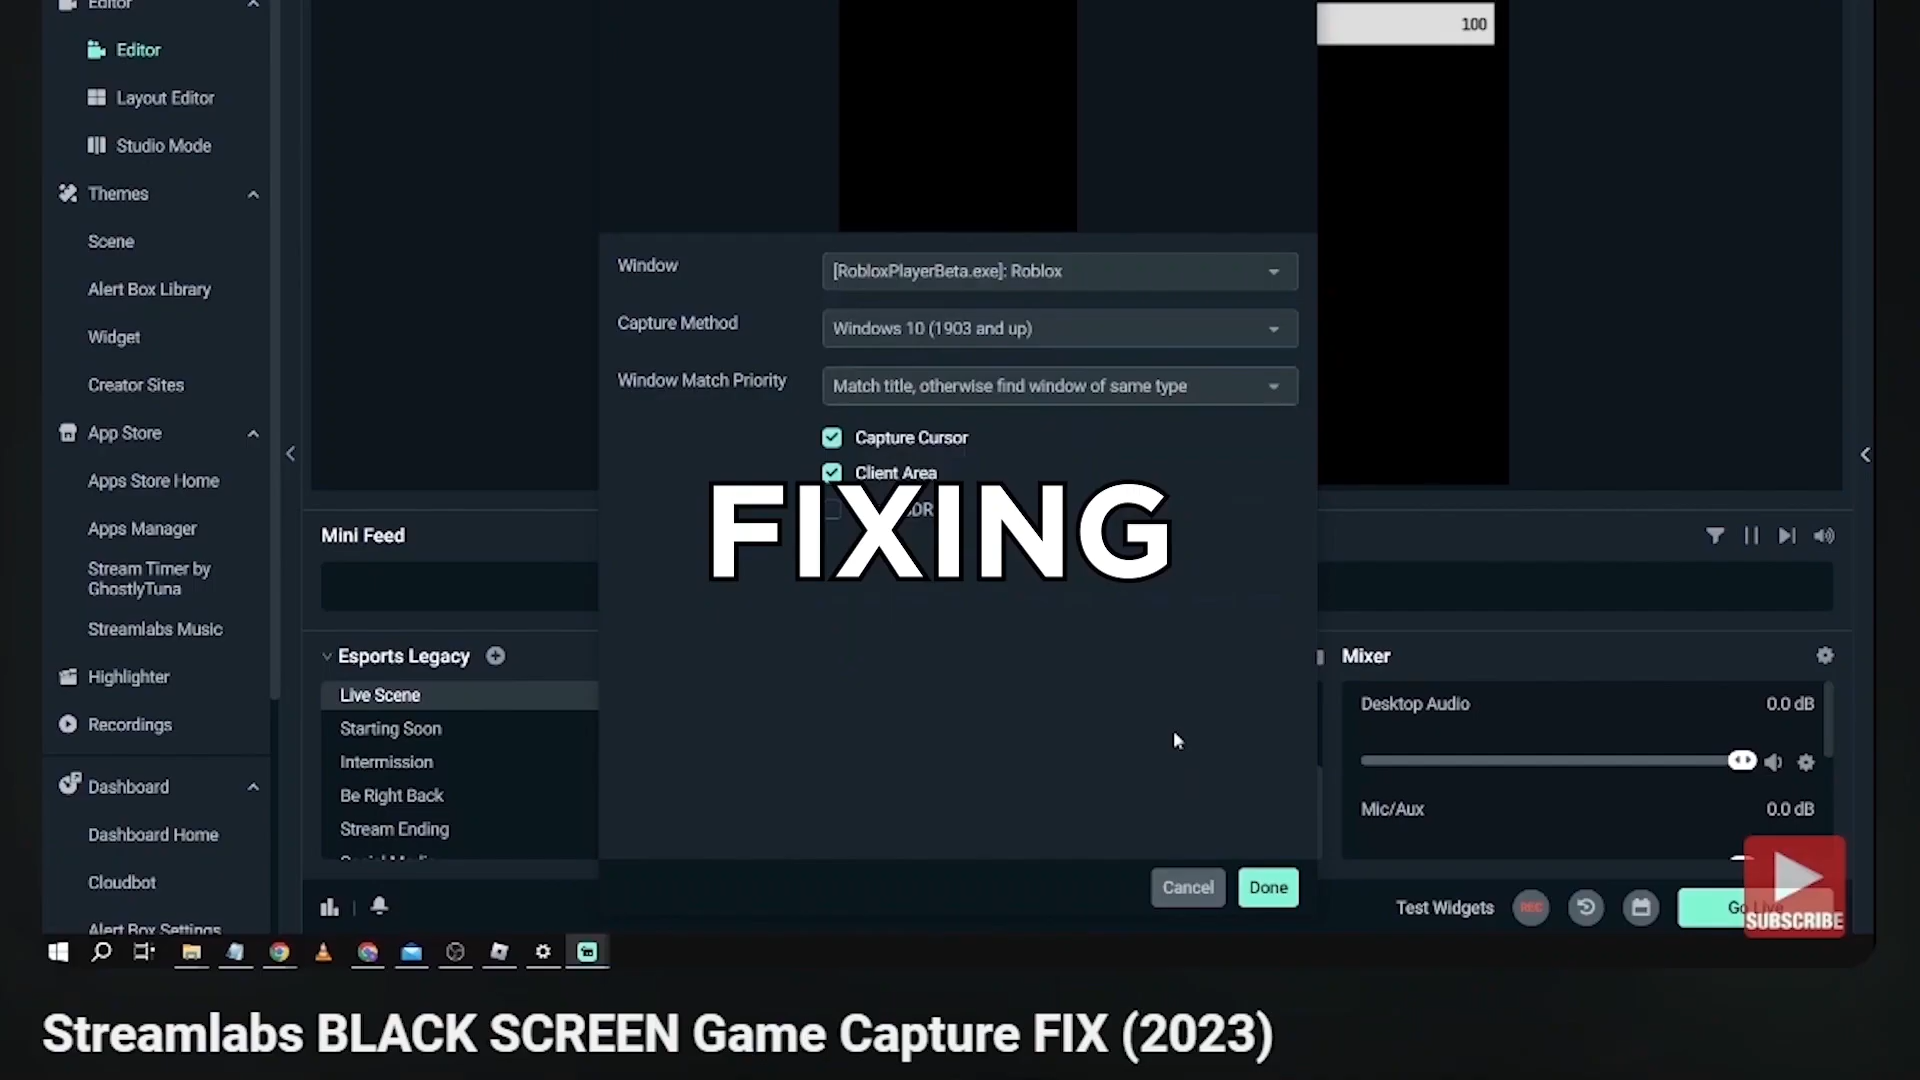 Editor
Editor
Layout Editor
Studio Mode
Themes
Scene
Alert Box Library
Widget
Creator Sites
App Store
Apps Store Home
Apps Manager
Stream Timer by
GhostlyTuna
Streamlabs Music
Highlighter
Recordings
Dashboard
Dashboard Home
Cloudbot
Alert Box Settings
100
Window
[RobloxPlayerBeta.exe]: Roblox
Capture Method
Windows 10 (1903 and up)
Window Match Priority
Match title, otherwise find window of same type
Capture Cursor
Client Area
FIXING
Mini Feed
Esports Legacy
Live Scene
Starting Soon
Intermission
Be Right Back
Stream Ending
Mixer
Desktop Audio 0.0 dB
Mic/Aux 0.0 dB
Cancel
Done
Test Widgets
REC
Go Live
SUBSCRIBE
Streamlabs BLACK SCREEN Game Capture FIX (2023)